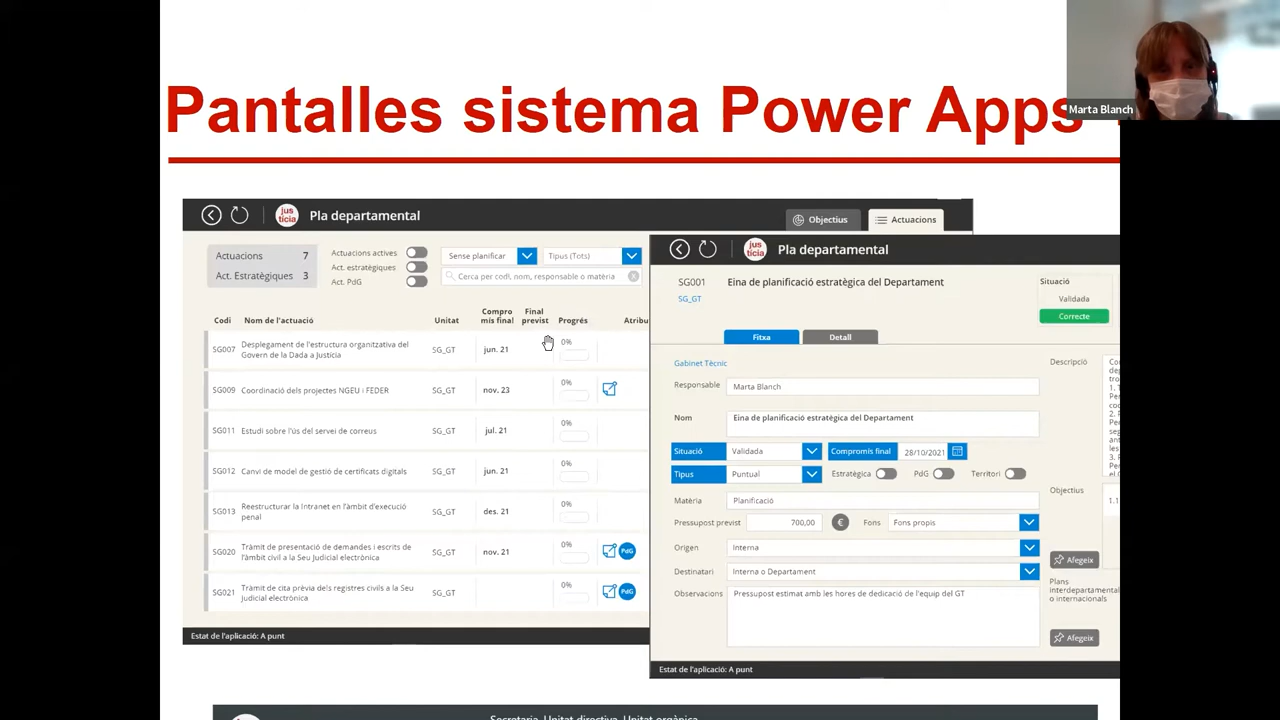 Pantalles sistema Power Apps
Marta Blanch
jus
tícia
Pla departamental
Objectius
Actuacions
Actuacions 7
Act. Estratègiques 3
Actuacions actives
Act. estratègiques
Act. PdG
Sense planificar
Tipus (Tots)
Cerca per codi, nom, responsable o matèria
Codi Nom de l'actuació Unitat Compro mís final Final previst Progrés Atribu
SG007 Desplegament de l'estructura organitzativa del SG_GT jun. 21 0%
Govern de la Dada a Justícia
SG009 Coordinació dels projectes NGEU i FEDER SG_GT nov. 23 0%
SG011 Estudi sobre l'ús del servei de correus SG_GT jul. 21 0%
SG012 Canvi de model de gestió de certificats digitals SG_GT jun. 21 0%
SG013 Reestructurar la Intranet en l'àmbit d'execució SG_GT des. 21 0%
penal
SG020 Tràmit de presentació de demandes i escrits de SG_GT nov. 21 0% PdG
l'àmbit civil a la Seu Judicial electrònica
SG021 Tràmit de cita prèvia dels registres civils a la Seu SG_GT 0% PdG
Judicial electrònica
Estat de l'aplicació: A punt
jus
tícia
Pla departamental
SG001 Eina de planificació estratègica del Departament
SG_GT
Situació
Validada
Correcte
Fitxa Detall
Gabinet Tècnic
Responsable Marta Blanch
Nom Eina de planificació estratègica del Departament
Situació Validada Compromís final 28/10/2021
Tipus Puntual Estratègica PdG Territori
Matèria Planificació
Pressupost previst 700,00 € Fons Fons propis
Origen Interna
Destinatari Interna o Departament
Observacions Pressupost estimat amb les hores de dedicació de l'equip del GT
Descripció
Objectius
1.1
Afegeix
Plans
interdepartamental
o internacionals
Afegeix
Estat de l'aplicació: A punt
Secretaria, Unitat directiva, Unitat orgànica